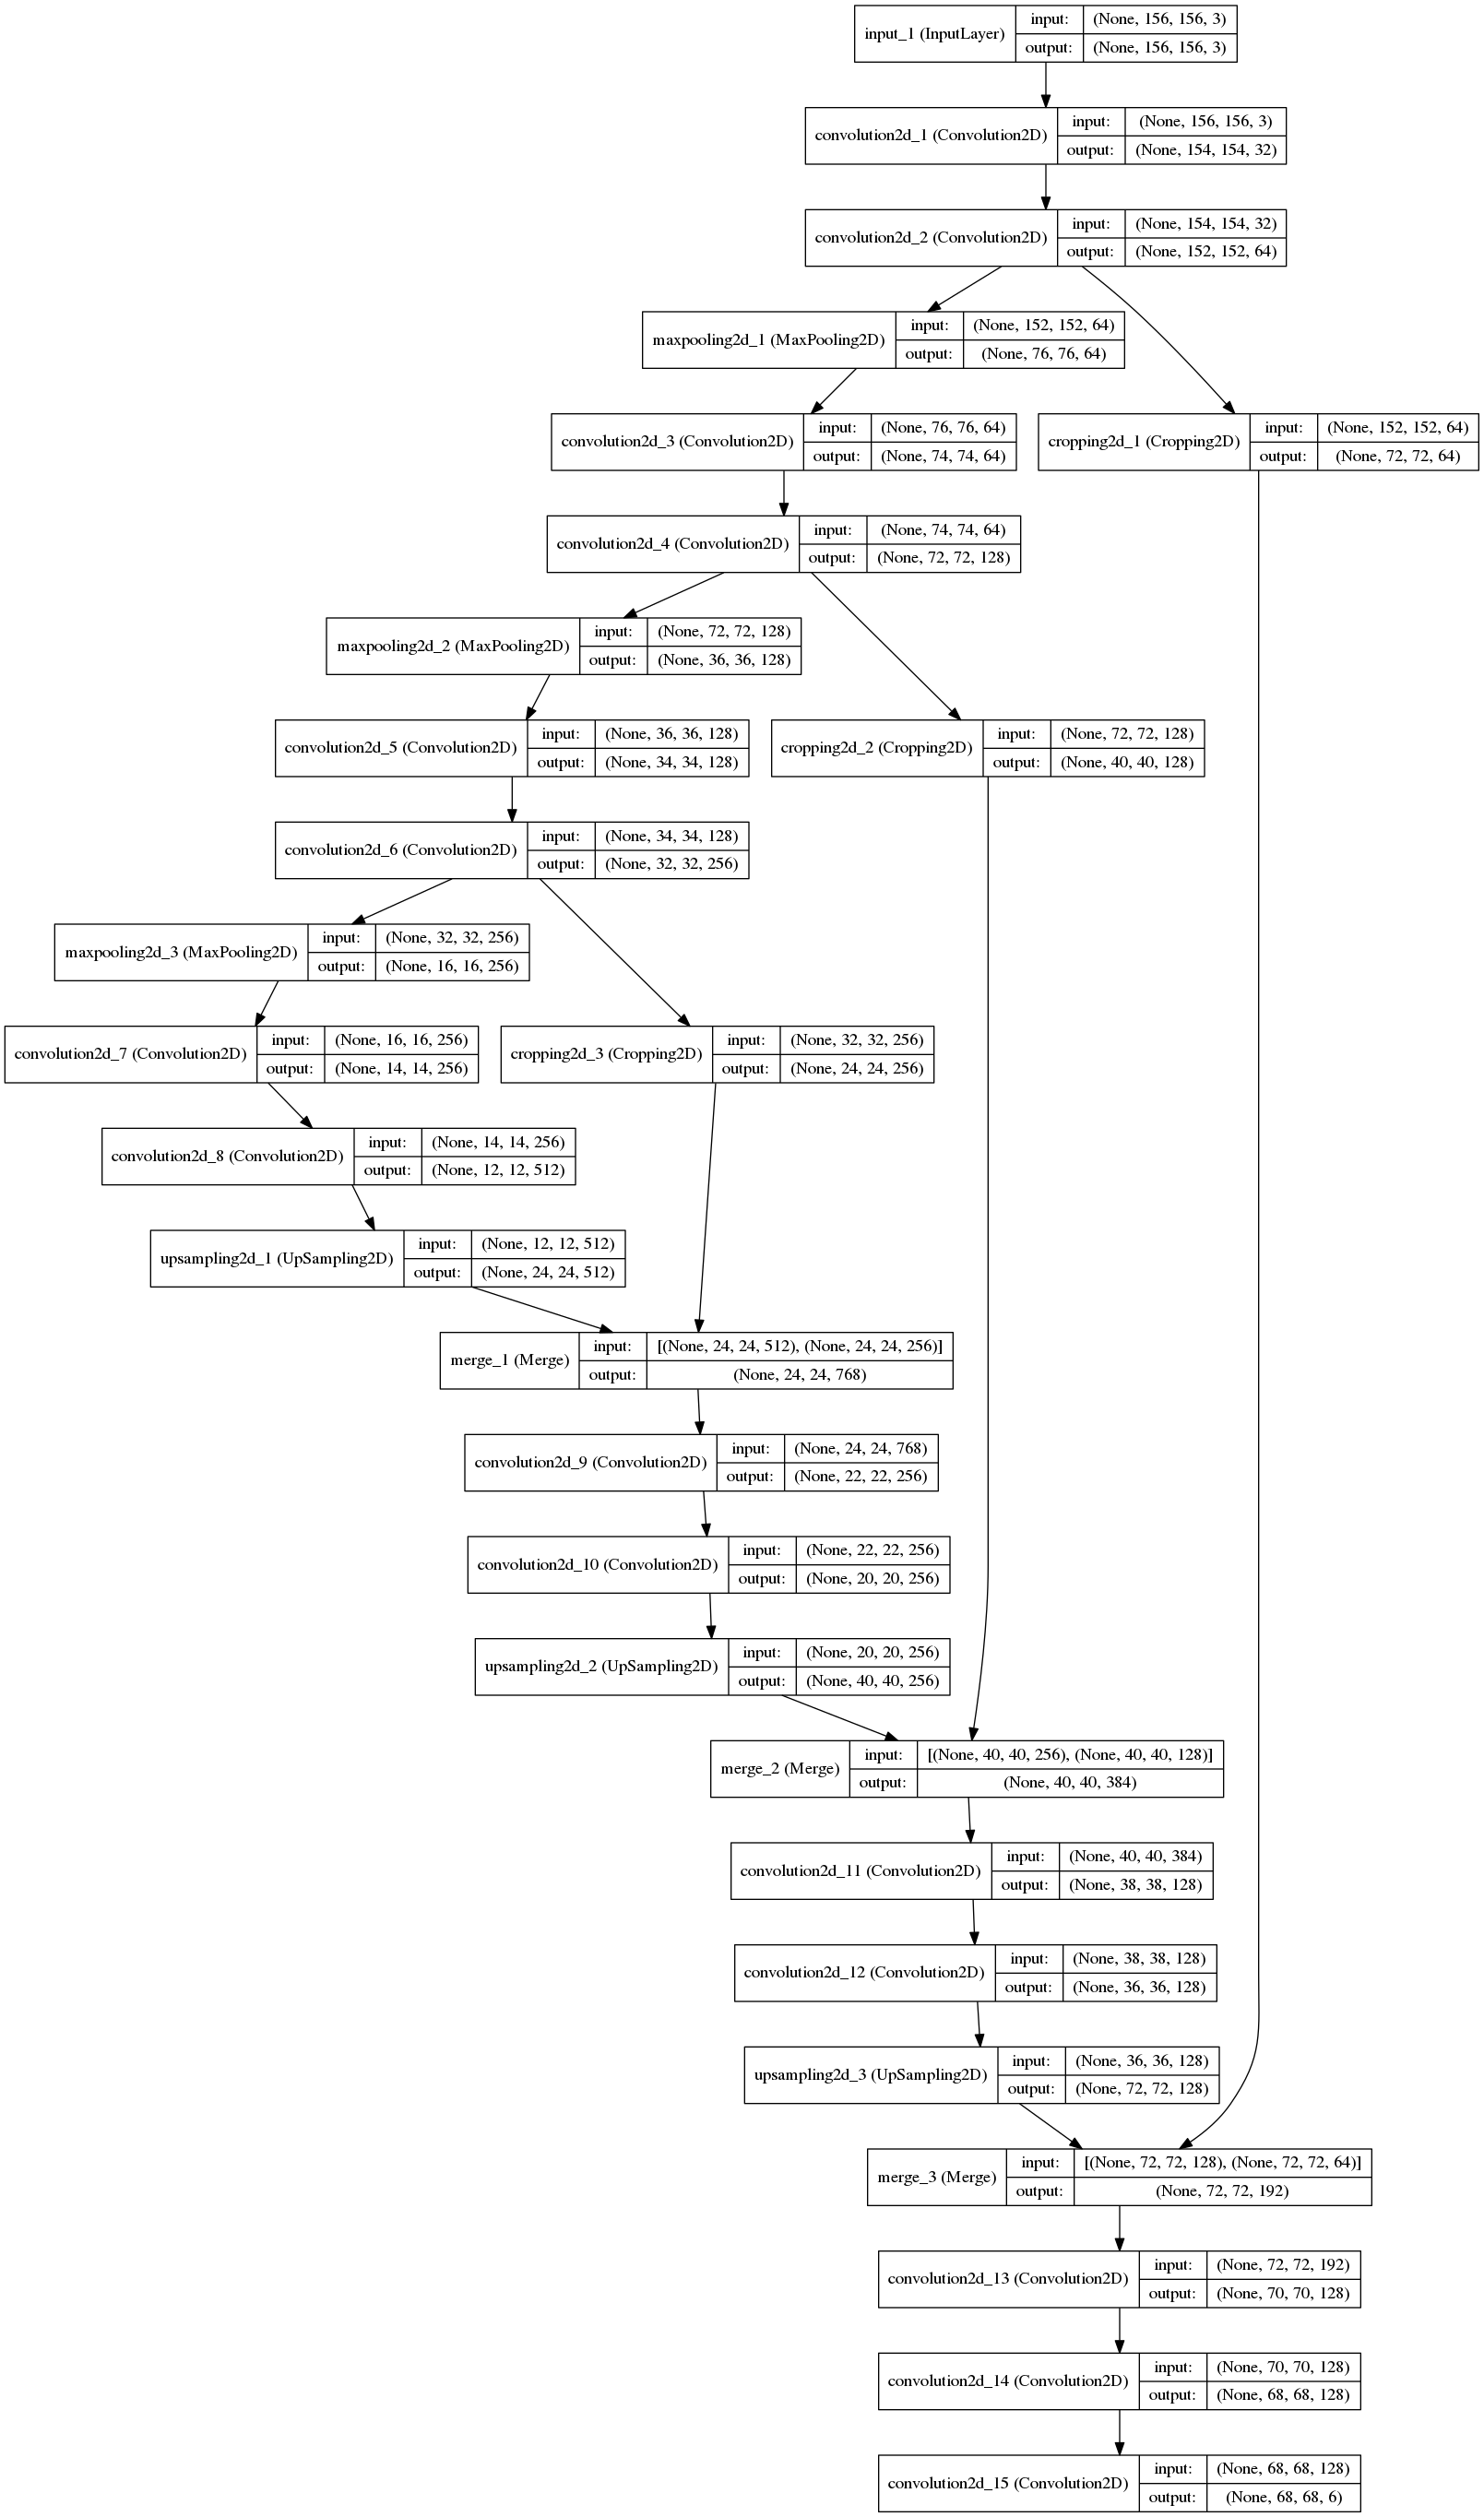 input_1 (InputLayer)
input: (None, 156, 156, 3)
output: (None, 156, 156, 3)
convolution2d_1 (Convolution2D)
input: (None, 156, 156, 3)
output: (None, 154, 154, 32)
convolution2d_2 (Convolution2D)
input: (None, 154, 154, 32)
output: (None, 152, 152, 64)
maxpooling2d_1 (MaxPooling2D)
input: (None, 152, 152, 64)
output: (None, 76, 76, 64)
convolution2d_3 (Convolution2D)
input: (None, 76, 76, 64)
output: (None, 74, 74, 64)
cropping2d_1 (Cropping2D)
input: (None, 152, 152, 64)
output: (None, 72, 72, 64)
convolution2d_4 (Convolution2D)
input: (None, 74, 74, 64)
output: (None, 72, 72, 128)
maxpooling2d_2 (MaxPooling2D)
input: (None, 72, 72, 128)
output: (None, 36, 36, 128)
convolution2d_5 (Convolution2D)
input: (None, 36, 36, 128)
output: (None, 34, 34, 128)
cropping2d_2 (Cropping2D)
input: (None, 72, 72, 128)
output: (None, 40, 40, 128)
convolution2d_6 (Convolution2D)
input: (None, 34, 34, 128)
output: (None, 32, 32, 256)
maxpooling2d_3 (MaxPooling2D)
input: (None, 32, 32, 256)
output: (None, 16, 16, 256)
convolution2d_7 (Convolution2D)
input: (None, 16, 16, 256)
output: (None, 14, 14, 256)
cropping2d_3 (Cropping2D)
input: (None, 32, 32, 256)
output: (None, 24, 24, 256)
convolution2d_8 (Convolution2D)
input: (None, 14, 14, 256)
output: (None, 12, 12, 512)
upsampling2d_1 (UpSampling2D)
input: (None, 12, 12, 512)
output: (None, 24, 24, 512)
merge_1 (Merge)
input: [(None, 24, 24, 512), (None, 24, 24, 256)]
output: (None, 24, 24, 768)
convolution2d_9 (Convolution2D)
input: (None, 24, 24, 768)
output: (None, 22, 22, 256)
convolution2d_10 (Convolution2D)
input: (None, 22, 22, 256)
output: (None, 20, 20, 256)
upsampling2d_2 (UpSampling2D)
input: (None, 20, 20, 256)
output: (None, 40, 40, 256)
merge_2 (Merge)
input: [(None, 40, 40, 256), (None, 40, 40, 128)]
output: (None, 40, 40, 384)
convolution2d_11 (Convolution2D)
input: (None, 40, 40, 384)
output: (None, 38, 38, 128)
convolution2d_12 (Convolution2D)
input: (None, 38, 38, 128)
output: (None, 36, 36, 128)
upsampling2d_3 (UpSampling2D)
input: (None, 36, 36, 128)
output: (None, 72, 72, 128)
merge_3 (Merge)
input: [(None, 72, 72, 128), (None, 72, 72, 64)]
output: (None, 72, 72, 192)
convolution2d_13 (Convolution2D)
input: (None, 72, 72, 192)
output: (None, 70, 70, 128)
convolution2d_14 (Convolution2D)
input: (None, 70, 70, 128)
output: (None, 68, 68, 128)
convolution2d_15 (Convolution2D)
input: (None, 68, 68, 128)
output: (None, 68, 68, 6)